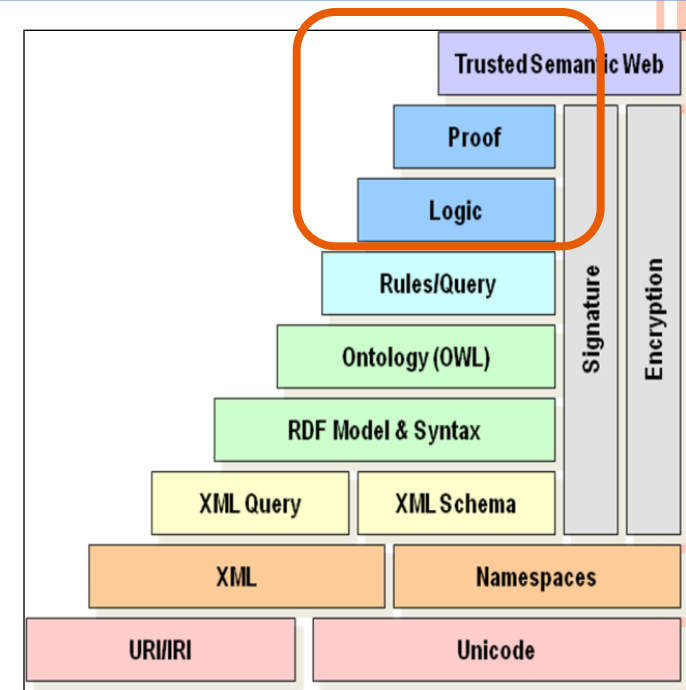 Trusted Semantic Web
Proof
Logic
Rules/Query
Ontology (OWL)
RDF Model & Syntax
XML Query
XML Schema
Signature
Encryption
XML
Namespaces
URI/IRI
Unicode